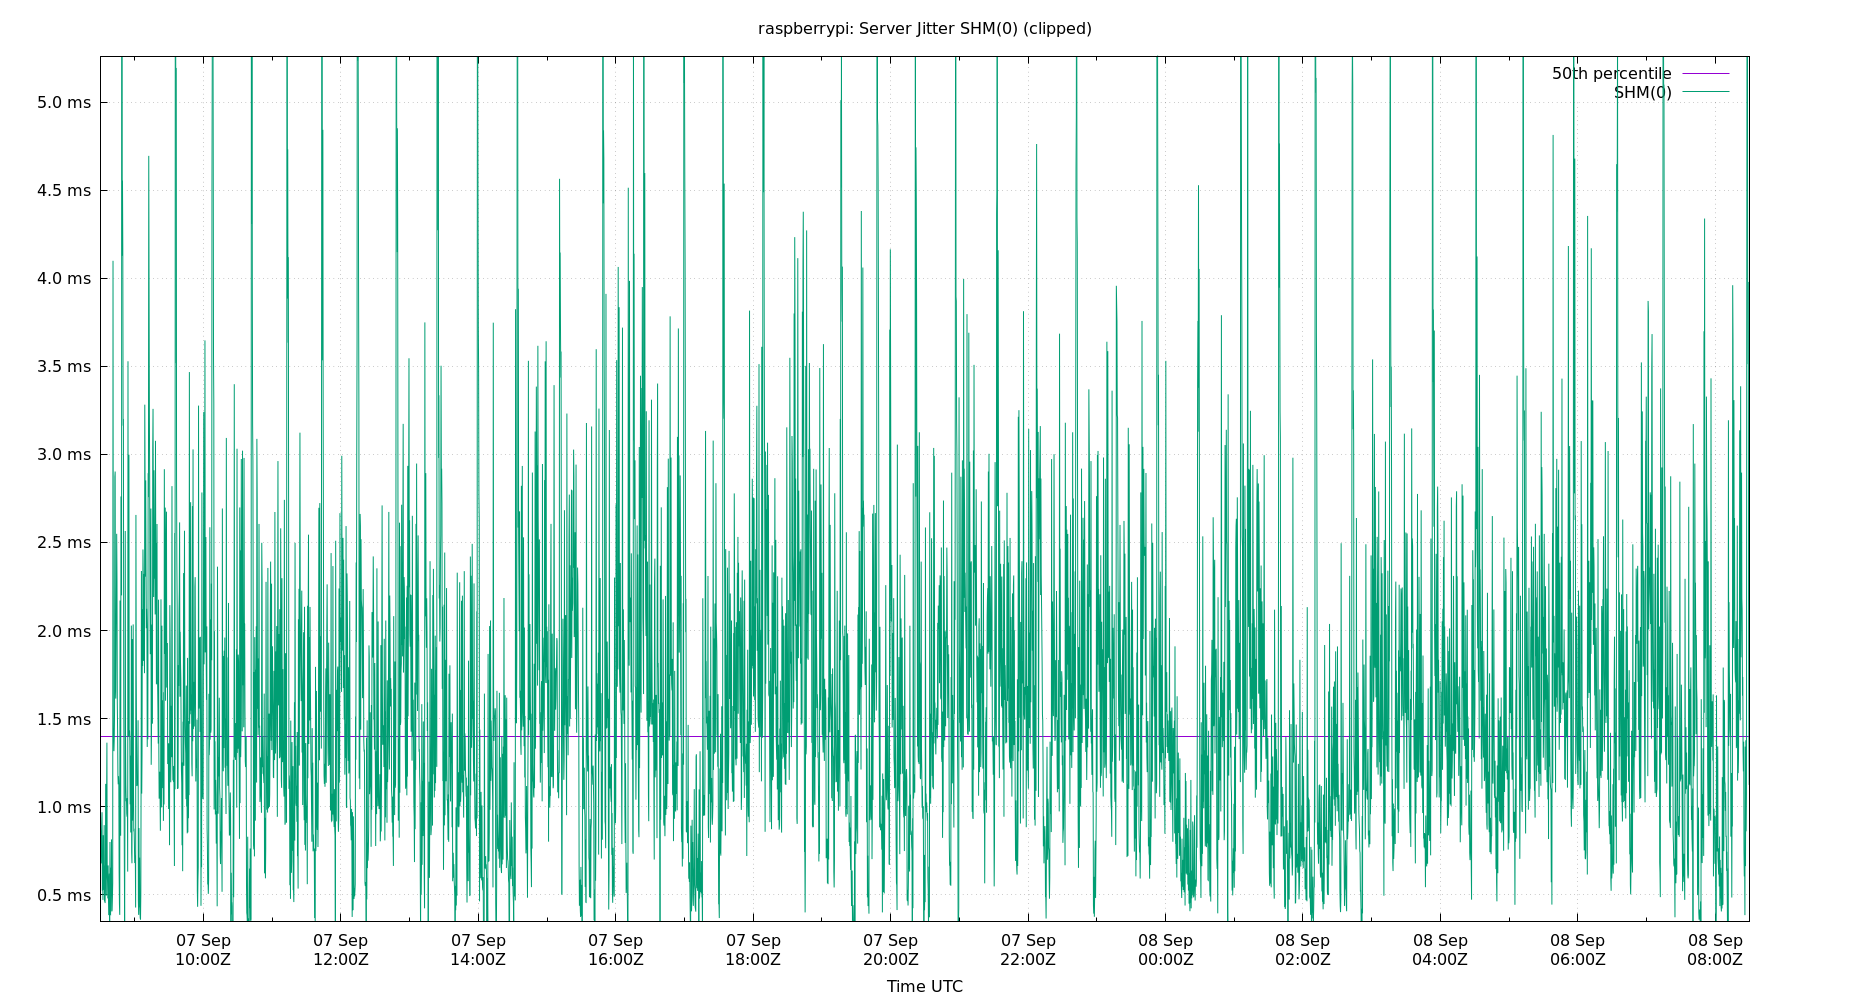 raspberrypi: Server Jitter SHM(0) (clipped)
50th percentile
SHM(0)
5.0 ms
4.5 ms
4.0 ms
3.5 ms
3.0 ms
2.5 ms
2.0 ms
1.5 ms
1.0 ms
0.5 ms
07 Sep 07 Sep 07 Sep 07 Sep 07 Sep 07 Sep 07 Sep 08 Sep 08 Sep 08 Sep 08 Sep 08 Sep
10:00Z 12:00Z 14:00Z 16:00Z 18:00Z 20:00Z 22:00Z 00:00Z 02:00Z 04:00Z 06:00Z 08:00Z
Time UTC